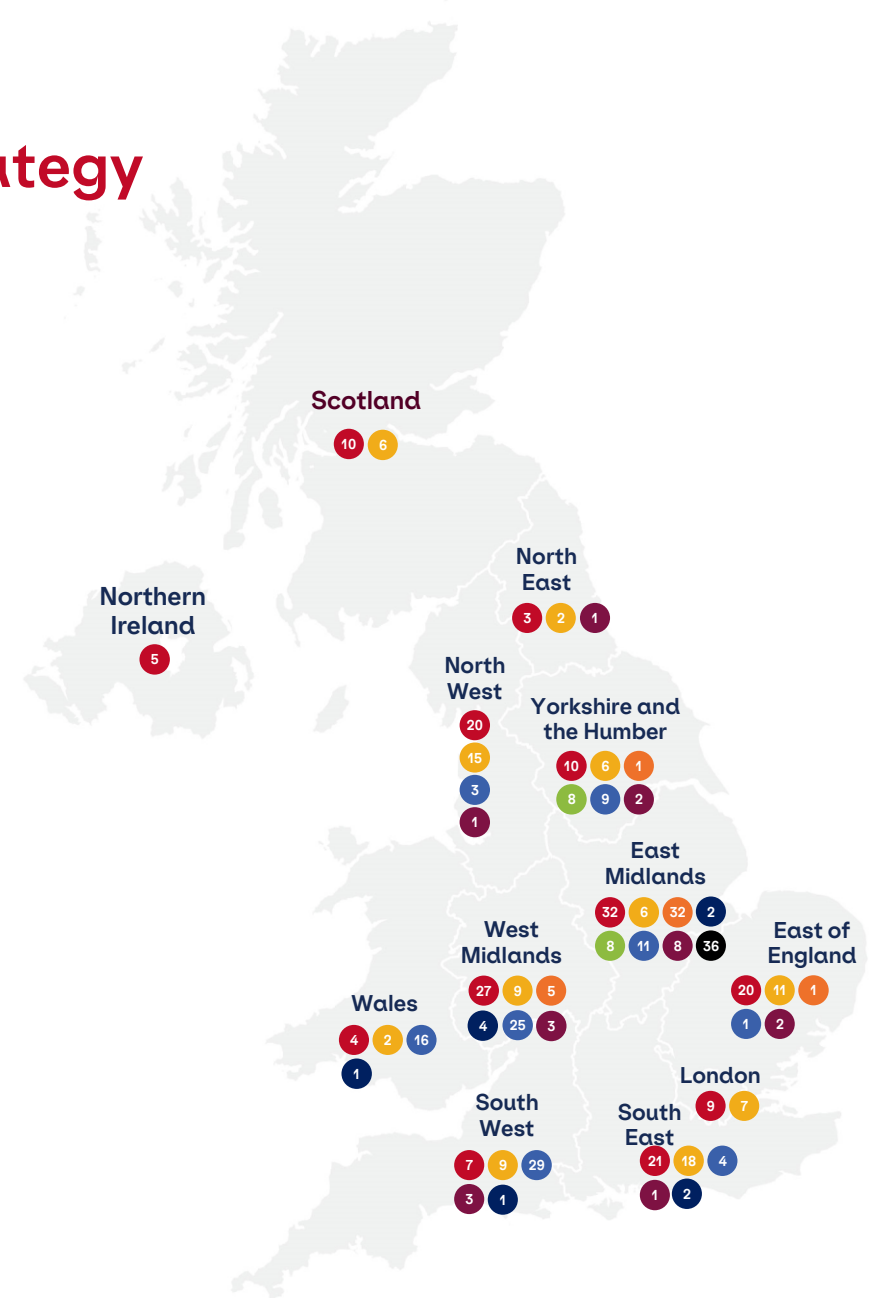 ategy
Scotland
10 6
North
East
3 2 1
Northern
Ireland
5
North
West
20
15
3
1
Yorkshire and
the Humber
10 6 1
8 9 2
East
Midlands
32 6 32 2
8 11 8 36
West
Midlands
27 9 5
4 25 3
East of
England
20 11 1
1 2
Wales
4 2 16
1
London
9 7
South
West
7 9 29
3 1
South
East
21 18 4
1 2